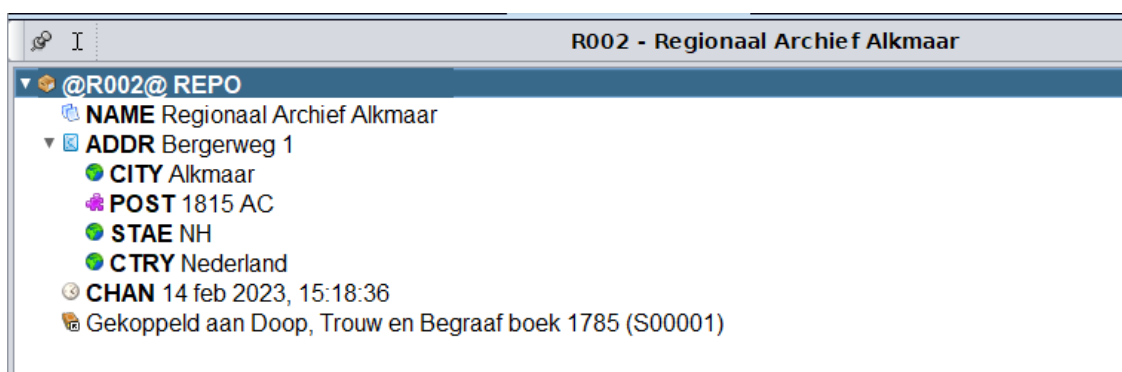 R002 - Regionaal Archief Alkmaar
@R002@ REPO
NAME Regionaal Archief Alkmaar
ADDR Bergerweg 1
CITY Alkmaar
POST 1815 AC
STAE NH
CTRY Nederland
CHAN 14 feb 2023, 15:18:36
Gekoppeld aan Doop, Trouw en Begraaf boek 1785 (S00001)